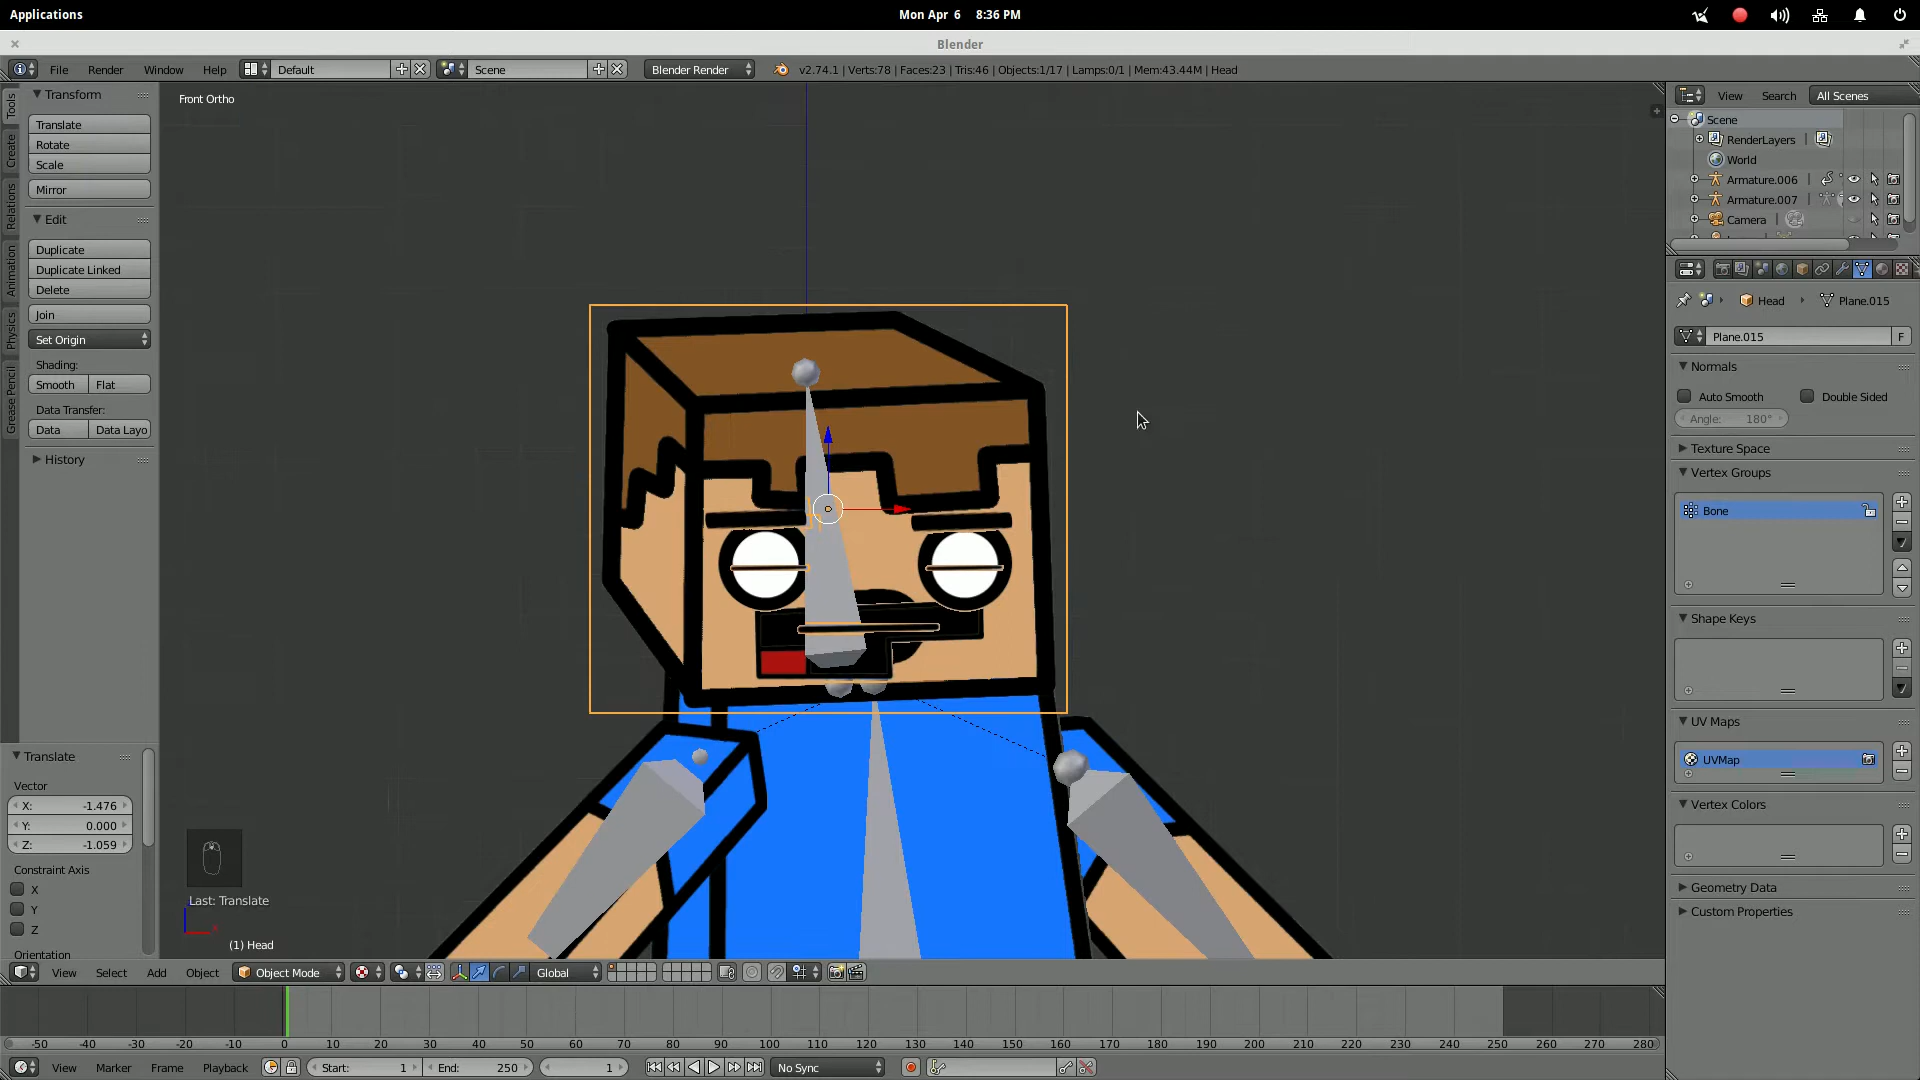 Applications
Mon Apr 6 8:36 PM
Blender
File Render Window Help Default Scene Blender Render v2.74.1 | Verts:78 | Faces:23 | Tris:46 | Objects:1/17 | Lamps:0/1 | Mem:43.44M | Head
Tools
Create
Relations
Animation
Physics
Grease Pencil
Transform
Translate
Rotate
Scale
Mirror
Edit
Duplicate
Duplicate Linked
Delete
Join
Set Origin
Shading:
Smooth Flat
Data Transfer:
Data Data Layo
History
Translate
Vector
X: -1.476
Y: 0.000
Z: -1.059
Constraint Axis
X
Y
Z
Orientation
Front Ortho
Last: Translate
(1) Head
View Select Add Object Object Mode Global
-50 -40 -30 -20 -10 0 10 20 30 40 50 60 70 80 90 100 110 120 130 140 150 160 170 180 190 200 210 220 230 240 250 260 270 280
View Marker Frame Playback Start: 1 End: 250 1 No Sync
View Search All Scenes
Scene
RenderLayers
World
Armature.006
Armature.007
Camera
Head Plane.015
Plane.015 F
Normals
Auto Smooth Double Sided
Angle: 180°
Texture Space
Vertex Groups
Bone
Shape Keys
UV Maps
UVMap
Vertex Colors
Geometry Data
Custom Properties